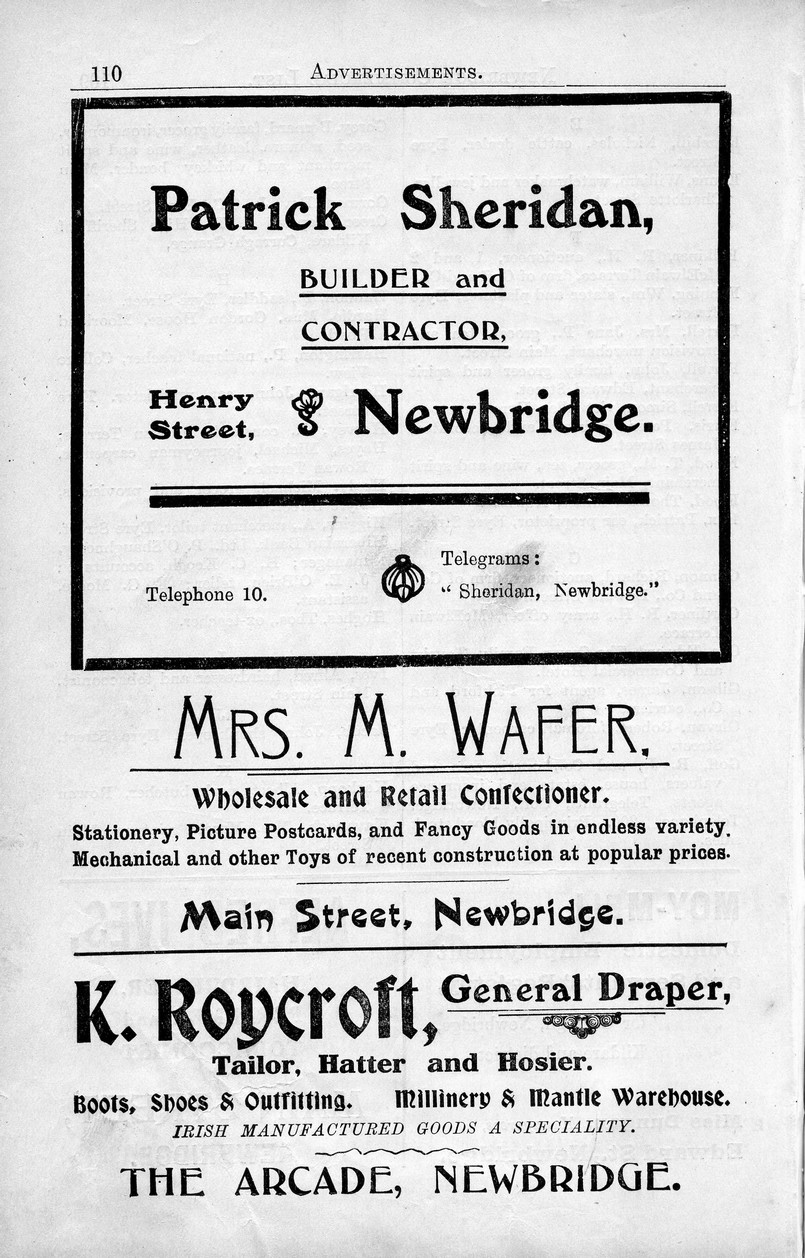 110
ADVERTISEMENTS.
Patrick Sheridan,
BUILDER and
CONTRACTOR,
Henry
Street,
Newbridge.
Telephone 10.
Telegrams:
“ Sheridan, Newbridge.”
MRS. M. WAFER,
Wholesale and Retail Confectioner.
Stationery, Picture Postcards, and Fancy Goods in endless variety.
Mechanical and other Toys of recent construction at popular prices.
Main Street, Newbridge.
K. Roycroft,
General Draper,
Tailor, Hatter and Hosier.
Boots, Shoes & Outfitting. Millinery & Mantle Warehouse.
IRISH MANUFACTURED GOODS A SPECIALITY.
THE ARCADE, NEWBRIDGE.